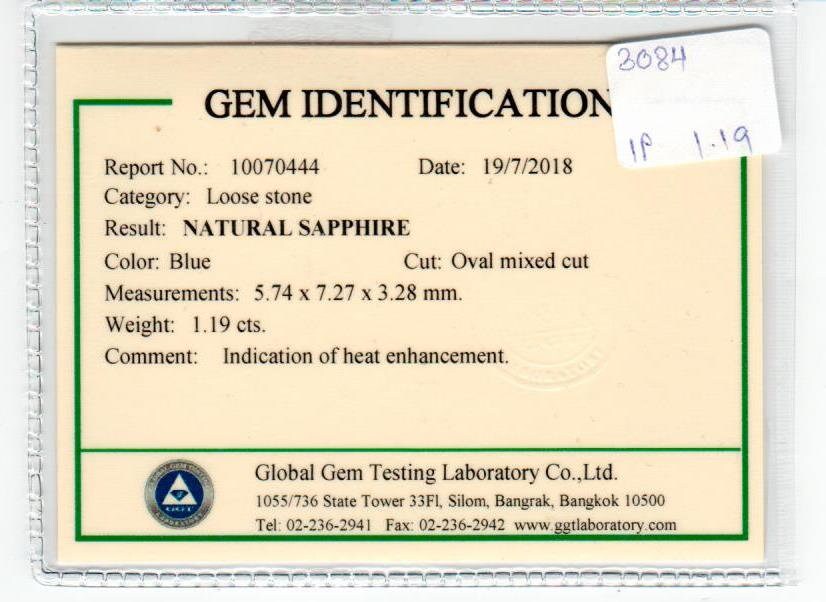 3084
1P 1.19
GEM IDENTIFICATION
Report No.: 10070444 Date: 19/7/2018
Category: Loose stone
Result: NATURAL SAPPHIRE
Color: Blue Cut: Oval mixed cut
Measurements: 5.74 x 7.27 x 3.28 mm.
Weight: 1.19 cts.
Comment: Indication of heat enhancement.
GGT
Global Gem Testing Laboratory Co.,Ltd.
1055/736 State Tower 33Fl, Silom, Bangrak, Bangkok 10500
Tel: 02-236-2941 Fax: 02-236-2942 www.ggtlaboratory.com